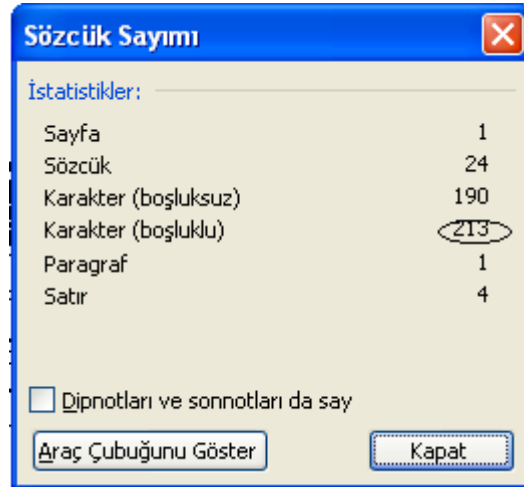 Sözcük Sayımı
İstatistikler:
Sayfa 1
Sözcük 24
Karakter (boşluksuz) 190
Karakter (boşluklu) 213
Paragraf 1
Satır 4
Dipnotları ve sonnotları da say
Araç Çubuğunu Göster Kapat